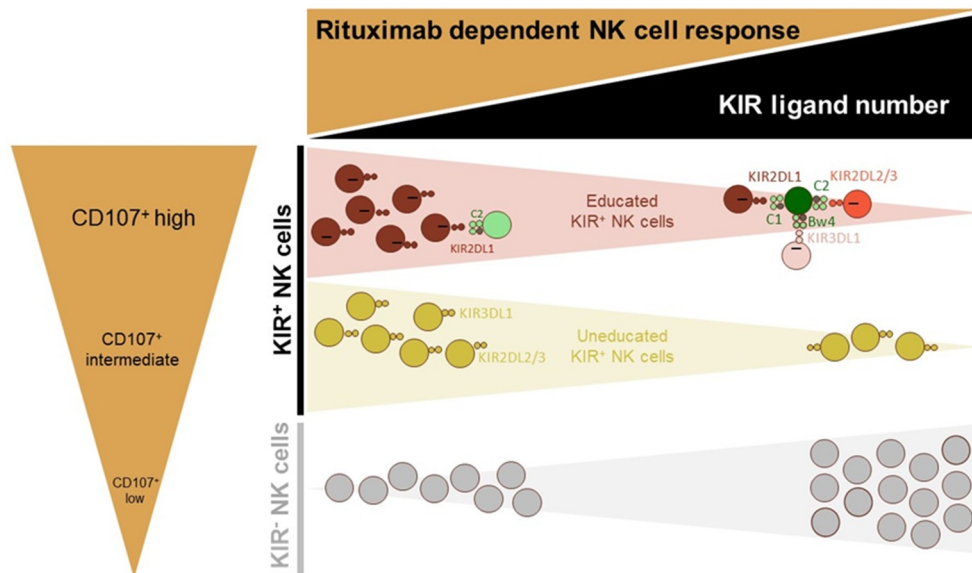 Rituximab dependent NK cell response
KIR ligand number
CD107⁺ high
CD107⁺
intermediate
CD107⁺
low
KIR⁺ NK cells
KIR⁻ NK cells
Educated
KIR⁺ NK cells
C2
KIR2DL1
KIR2DL1
C2
KIR2DL2/3
C1
Bw4
KIR3DL1
Uneducated
KIR⁺ NK cells
KIR3DL1
KIR2DL2/3